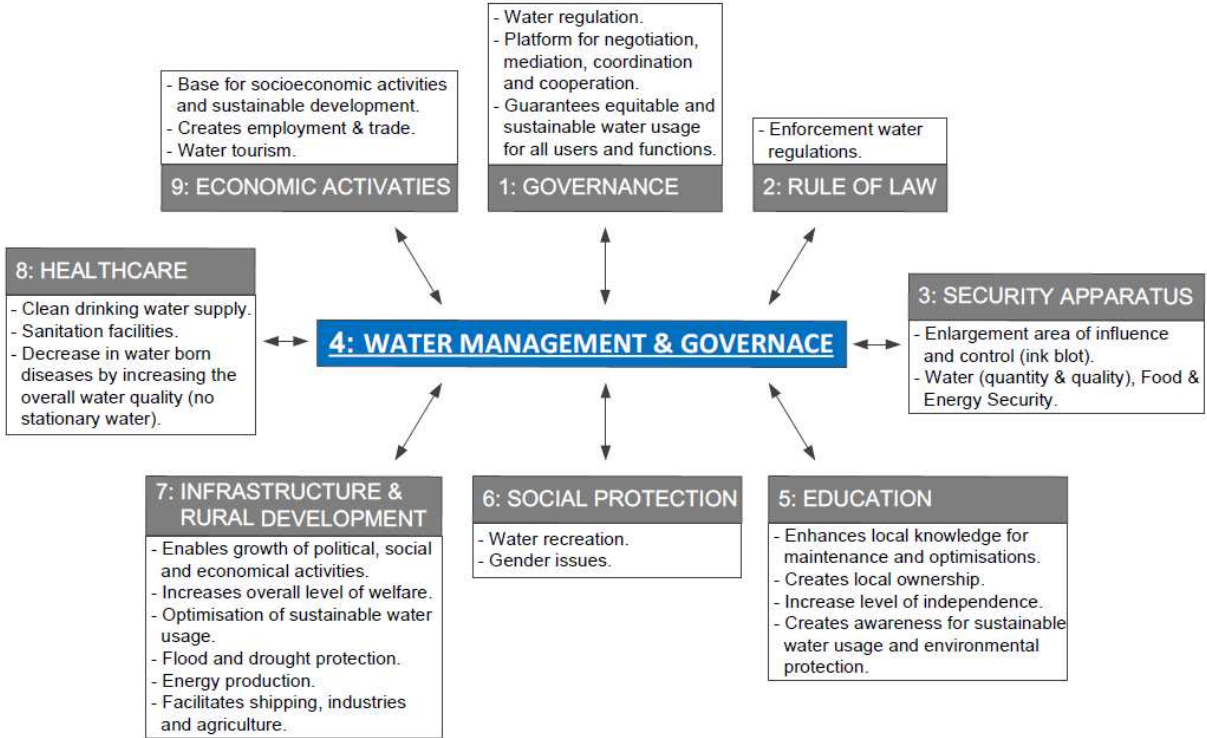 - Water regulation.
- Platform for negotiation,
mediation, coordination
and cooperation.
- Guarantees equitable and
sustainable water usage
for all users and functions.
1: GOVERNANCE
- Base for socioeconomic activities
and sustainable development.
- Creates employment & trade.
- Water tourism.
9: ECONOMIC ACTIVATIES
- Enforcement water
regulations.
2: RULE OF LAW
8: HEALTHCARE
- Clean drinking water supply.
- Sanitation facilities.
- Decrease in water born
diseases by increasing the
overall water quality (no
stationary water).
4: WATER MANAGEMENT & GOVERNACE
3: SECURITY APPARATUS
- Enlargement area of influence
and control (ink blot).
- Water (quantity & quality), Food &
Energy Security.
7: INFRASTRUCTURE &
RURAL DEVELOPMENT
- Enables growth of political, social
and economical activities.
- Increases overall level of welfare.
- Optimisation of sustainable water
usage.
- Flood and drought protection.
- Energy production.
- Facilitates shipping, industries
and agriculture.
6: SOCIAL PROTECTION
- Water recreation.
- Gender issues.
5: EDUCATION
- Enhances local knowledge for
maintenance and optimisations.
- Creates local ownership.
- Increase level of independence.
- Creates awareness for sustainable
water usage and environmental
protection.